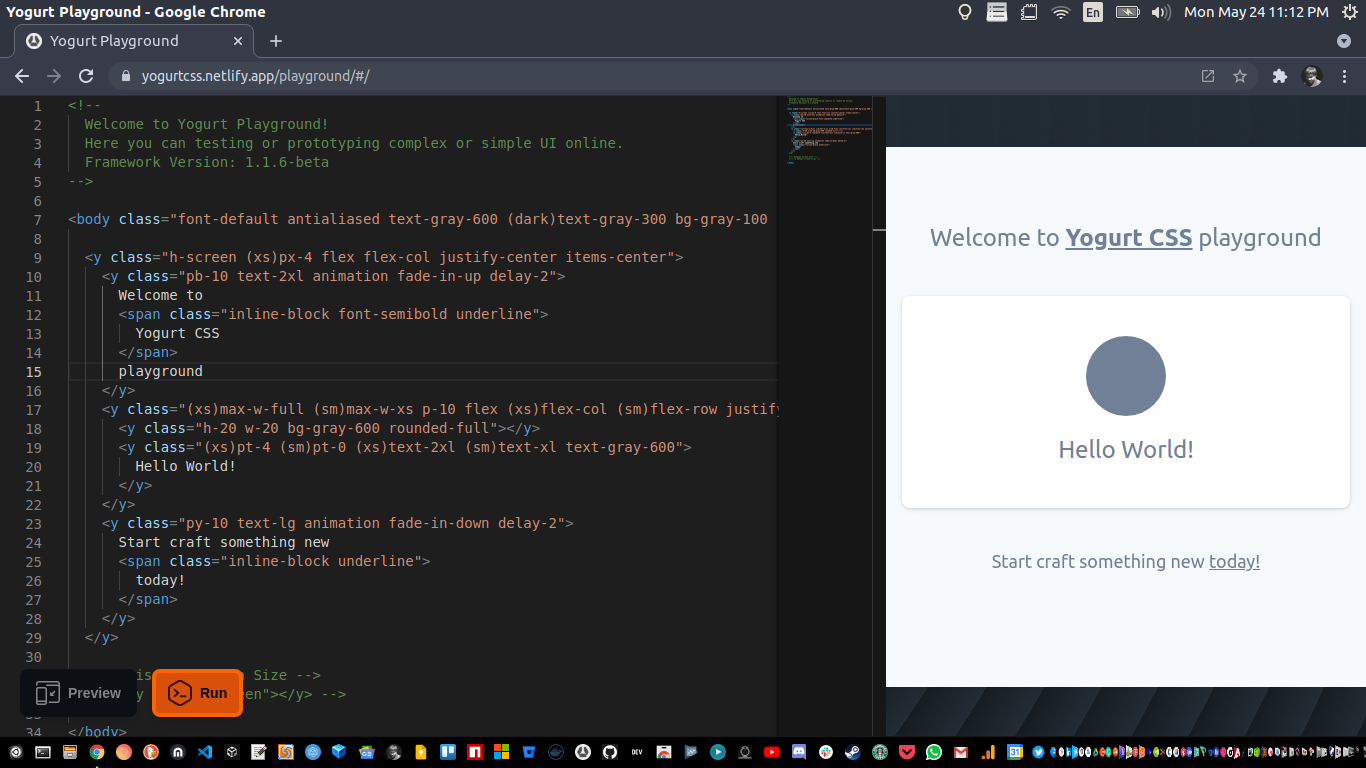 Yogurt Playground - Google Chrome
En
Mon May 24 11:12 PM
Yogurt Playground
yogurtcss.netlify.app/playground/#/
1 <!--
2 Welcome to Yogurt Playground!
3 Here you can testing or prototyping complex or simple UI online.
4 Framework Version: 1.1.6-beta
5 -->
6
7 <body class="font-default antialiased text-gray-600 (dark)text-gray-300 bg-gray-100
8
9 <y class="h-screen (xs)px-4 flex flex-col justify-center items-center">
10 <y class="pb-10 text-2xl animation fade-in-up delay-2">
11 Welcome to
12 <span class="inline-block font-semibold underline">
13 Yogurt CSS
14 </span>
15 playground
16 </y>
17 <y class="(xs)max-w-full (sm)max-w-xs p-10 flex (xs)flex-col (sm)flex-row justify
18 <y class="h-20 w-20 bg-gray-600 rounded-full"></y>
19 <y class="(xs)pt-4 (sm)pt-0 (xs)text-2xl (sm)text-xl text-gray-600">
20 Hello World!
21 </y>
22 </y>
23 <y class="py-10 text-lg animation fade-in-down delay-2">
24 Start craft something new
25 <span class="inline-block underline">
26 today!
27 </span>
28 </y>
29 </y>
30
Size -->
"></y> -->
34 </body>
Preview
Run
Welcome to Yogurt CSS playground
Hello World!
Start craft something new today!
DEV
31